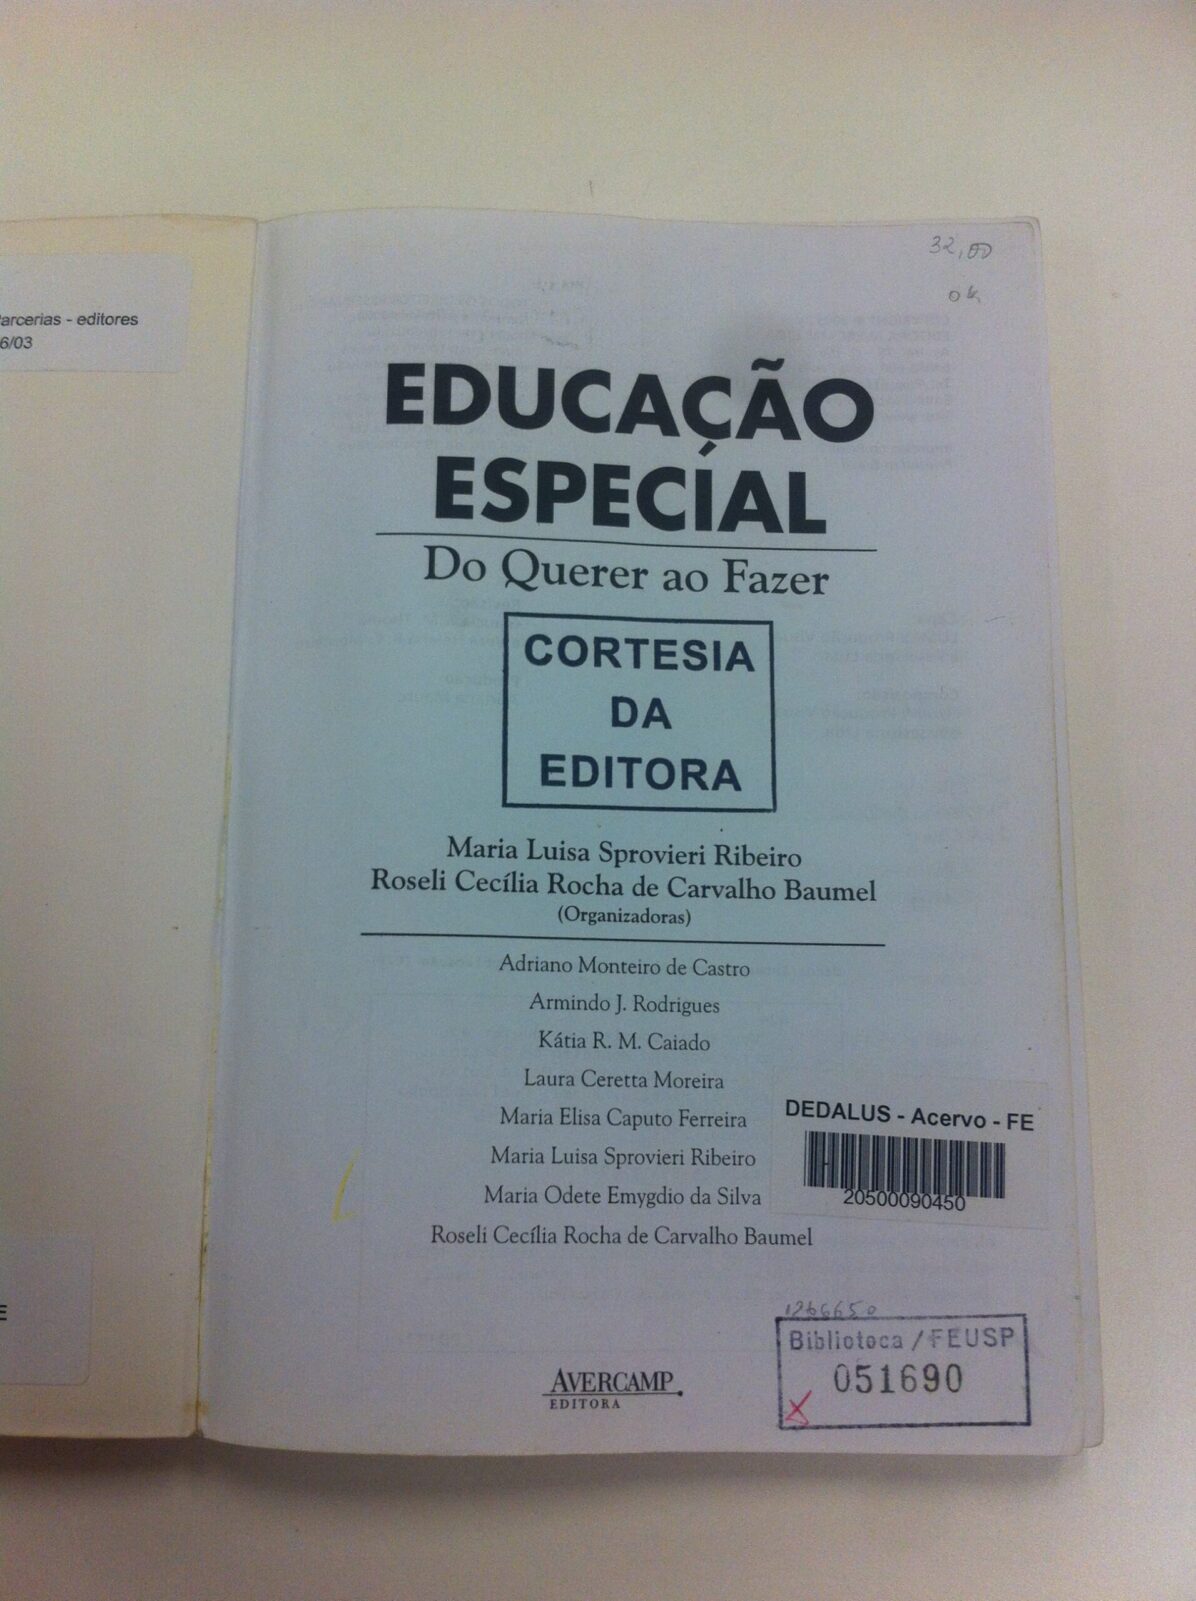 arcerias - editores
6/03
32,00
ok
EDUCAÇÃO
ESPECIAL
Do Querer ao Fazer
CORTESIA
DA
EDITORA
Maria Luisa Sprovieri Ribeiro
Roseli Cecília Rocha de Carvalho Baumel
(Organizadoras)
Adriano Monteiro de Castro
Armindo J. Rodrigues
Kátia R. M. Caiado
Laura Ceretta Moreira
Maria Elisa Caputo Ferreira
Maria Luisa Sprovieri Ribeiro
Maria Odete Emygdio da Silva
Roseli Cecília Rocha de Carvalho Baumel
DEDALUS - Acervo - FE
20500090450
E
1266650
Biblioteca / FEUSP
051690
AVERCAMP
EDITORA